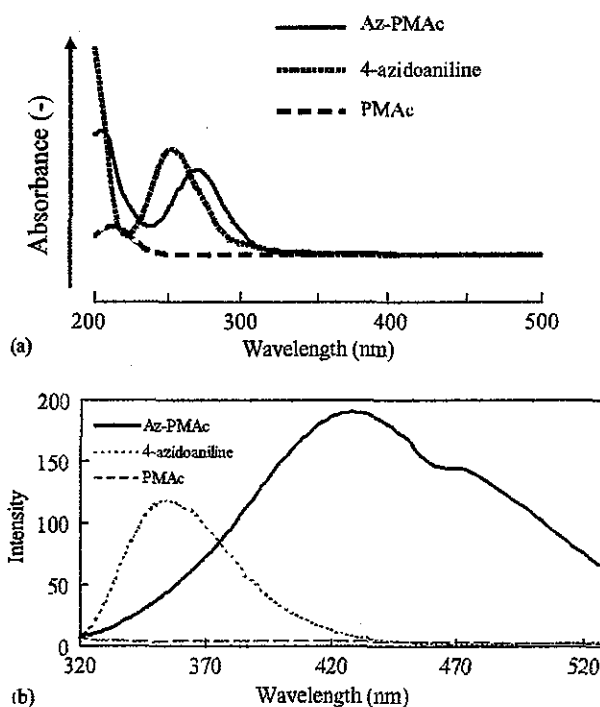 Az-PMAc
4-azidoaniline
PMAc
Absorbance (-)
200 300 400 500
Wavelength (nm)
(a)
200
150
100
50
0
Intensity
Az-PMAc
4-azidoaniline
PMAc
320 370 420 470 520
Wavelength (nm)
(b)